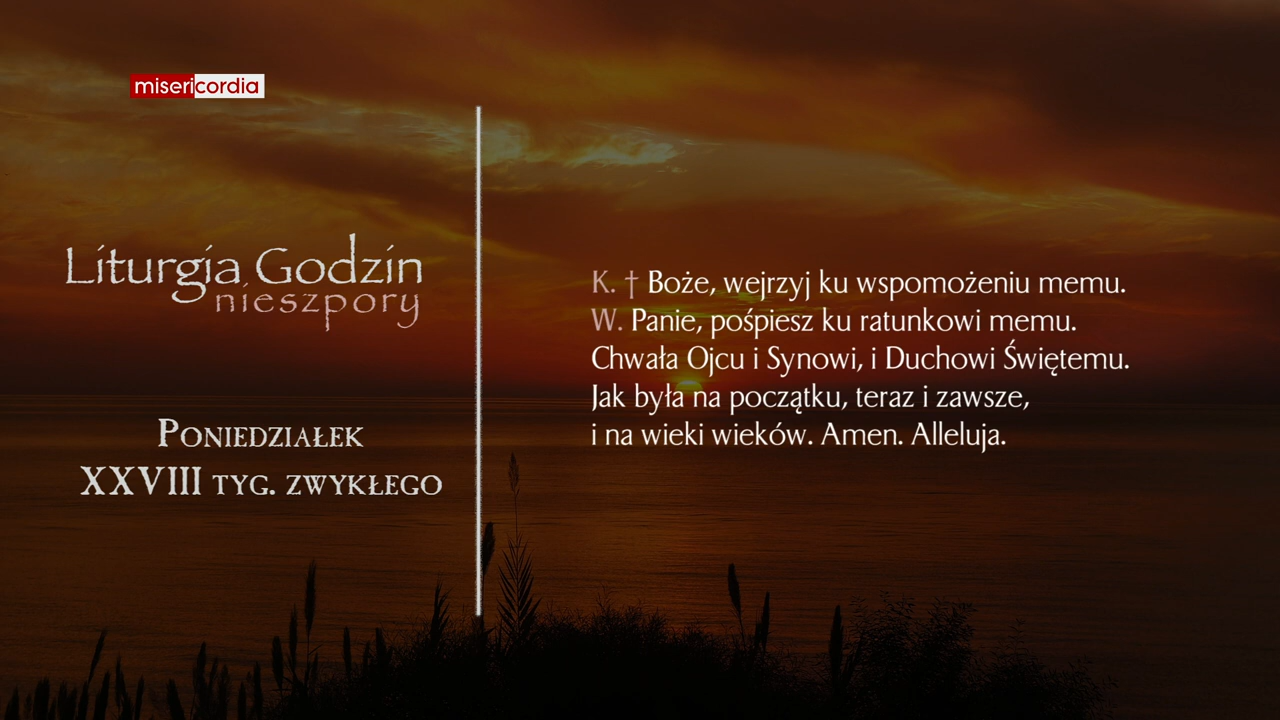 misericordia
Liturgia Godzin
nieszpory
Poniedziałek
XXVIII tyg. zwykłego
K. † Boże, wejrzyj ku wspomożeniu memu.
W. Panie, pośpiesz ku ratunkowi memu.
Chwała Ojcu i Synowi, i Duchowi Świętemu.
Jak była na początku, teraz i zawsze,
i na wieki wieków. Amen. Alleluja.